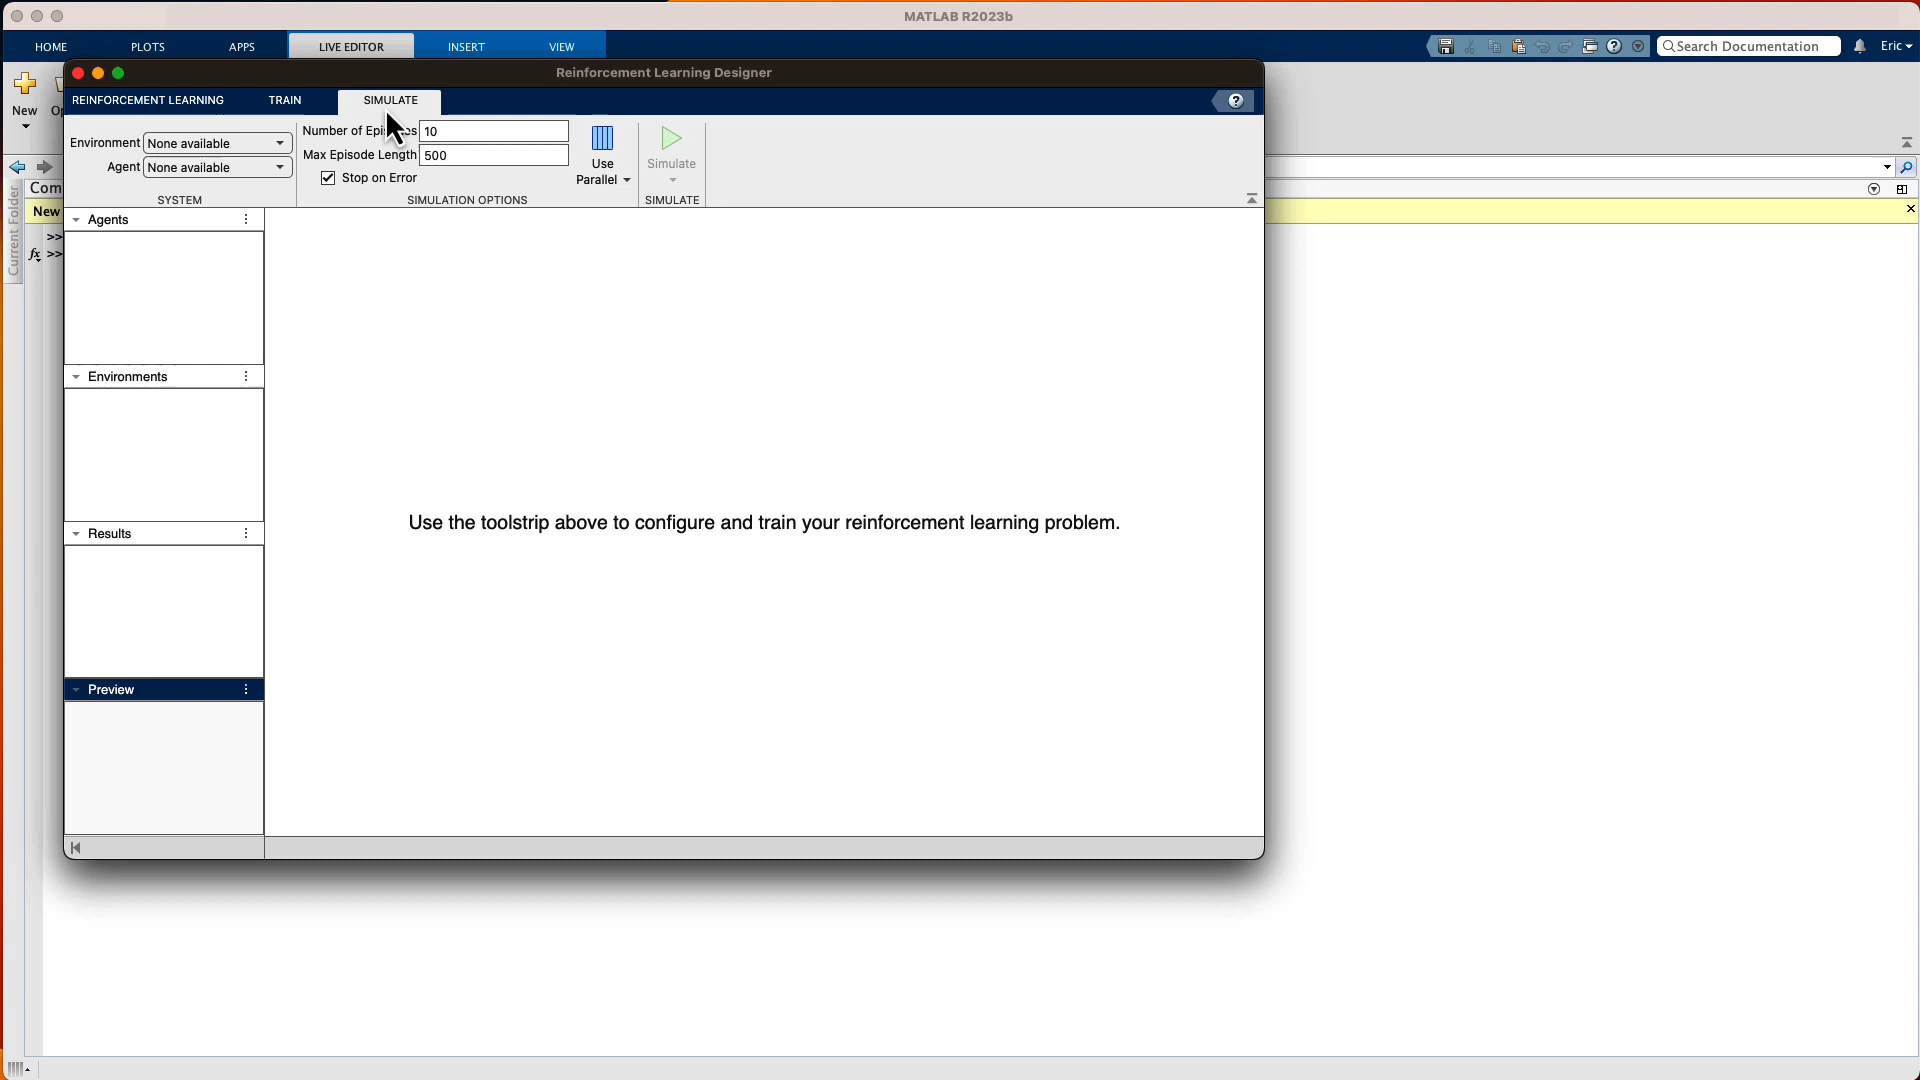 MATLAB R2023b
HOME PLOTS APPS LIVE EDITOR INSERT VIEW Search Documentation Eric
Reinforcement Learning Designer
New
REINFORCEMENT LEARNING TRAIN SIMULATE
Number of 10
Environment None available
Max Episode Length 500
Agent None available
Stop on Error
Use Parallel
Simulate
SYSTEM SIMULATION OPTIONS SIMULATE
Current Folder
Com
New
>>
fx >>
Agents
Environments
Results
Preview
Use the toolstrip above to configure and train your reinforcement learning problem.